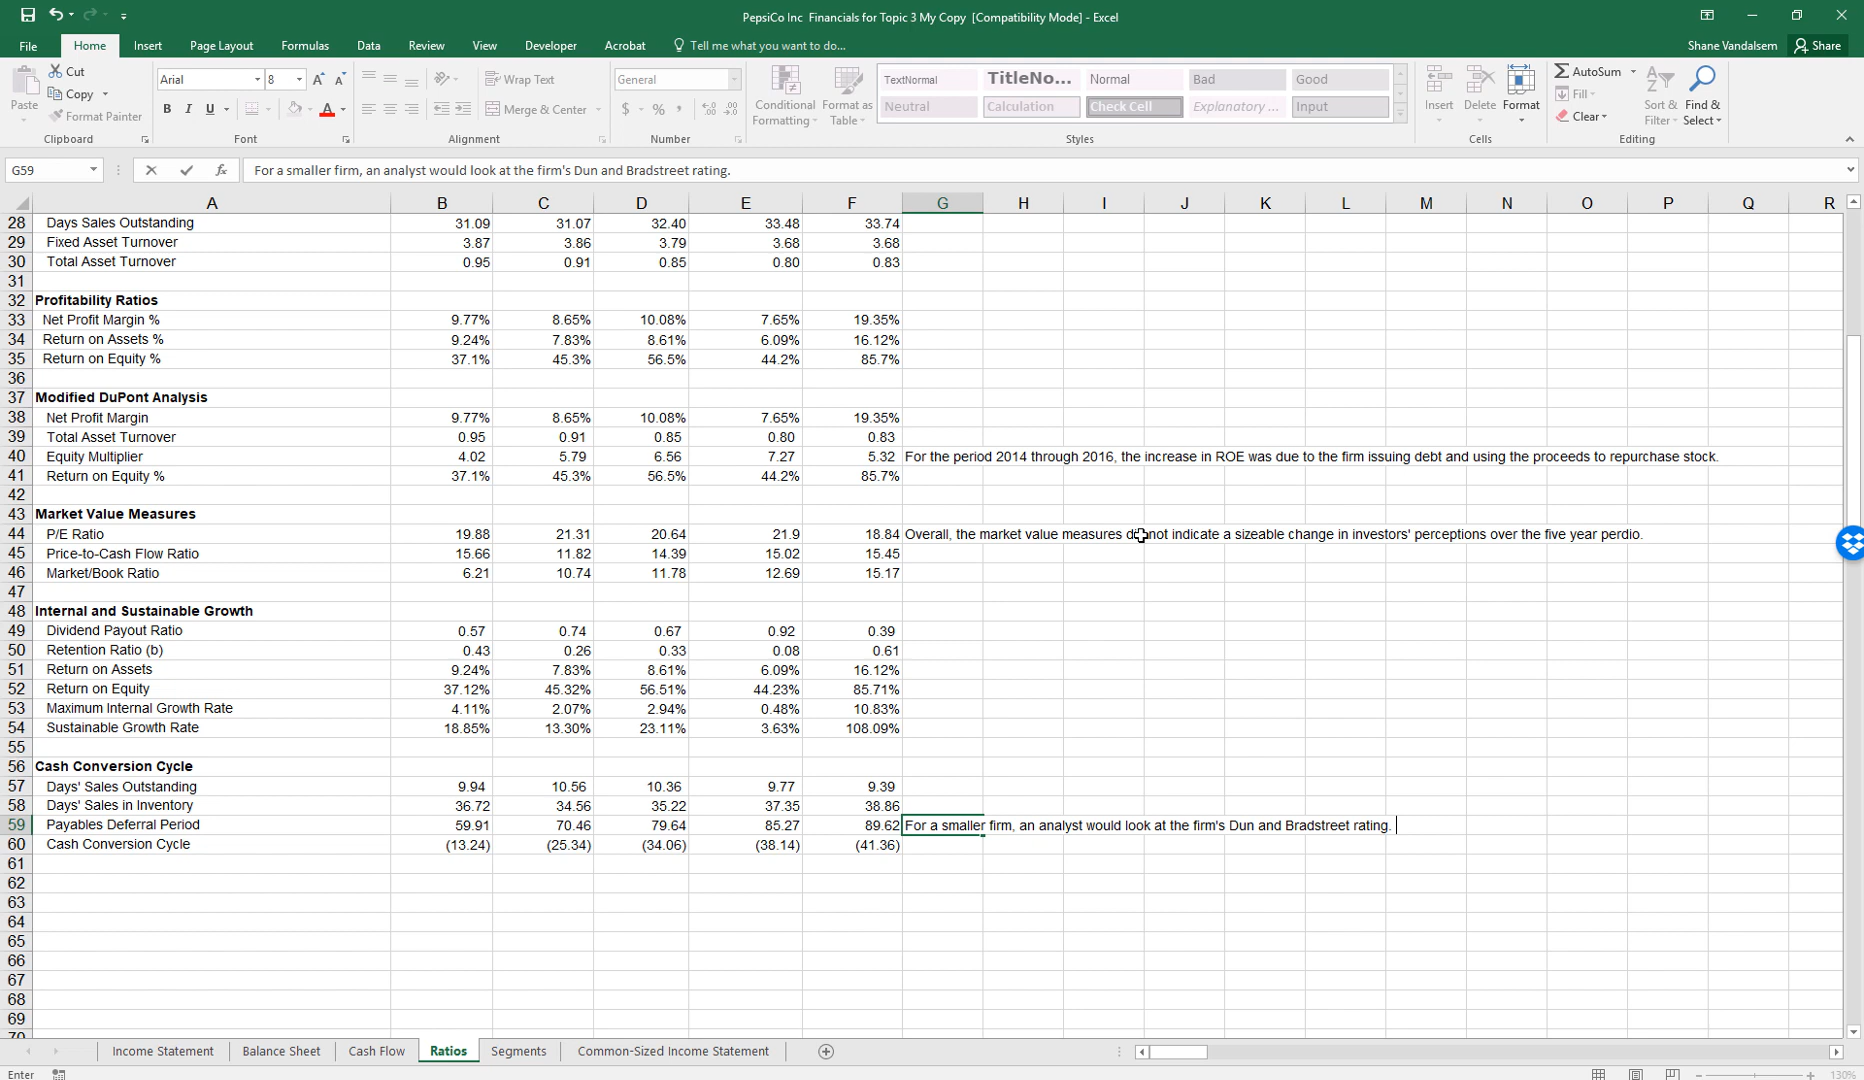 PepsiCo Inc  Financials for Topic 3 My Copy  [Compatibility Mode] - Excel
File Home Insert Page Layout Formulas Data Review View Developer Acrobat Tell me what you want to do... Shane Vandalsem Share
Paste Cut Copy Format Painter Clipboard
Arial 8 B I U A Font
Wrap Text Merge & Center Alignment
General $ % Number
Conditional Formatting Format as Table
TextNormal TitleNo... Normal Bad Good
Neutral Calculation Check Cell Explanatory ... Input
Styles
Insert Delete Format Cells
AutoSum Fill Clear Sort & Filter Find & Select Editing
G59 fx For a smaller firm, an analyst would look at the firm's Dun and Bradstreet rating.
A B C D E F G H I J K L M N O P Q R
28 Days Sales Outstanding 31.09 31.07 32.40 33.48 33.74
29 Fixed Asset Turnover 3.87 3.86 3.79 3.68 3.68
30 Total Asset Turnover 0.95 0.91 0.85 0.80 0.83
31
32 Profitability Ratios
33 Net Profit Margin % 9.77% 8.65% 10.08% 7.65% 19.35%
34 Return on Assets % 9.24% 7.83% 8.61% 6.09% 16.12%
35 Return on Equity % 37.1% 45.3% 56.5% 44.2% 85.7%
36
37 Modified DuPont Analysis
38 Net Profit Margin 9.77% 8.65% 10.08% 7.65% 19.35%
39 Total Asset Turnover 0.95 0.91 0.85 0.80 0.83
40 Equity Multiplier 4.02 5.79 6.56 7.27 5.32 For the period 2014 through 2016, the increase in ROE was due to the firm issuing debt and using the proceeds to repurchase stock.
41 Return on Equity % 37.1% 45.3% 56.5% 44.2% 85.7%
42
43 Market Value Measures
44 P/E Ratio 19.88 21.31 20.64 21.9 18.84 Overall, the market value measures not indicate a sizeable change in investors' perceptions over the five year perdio.
45 Price-to-Cash Flow Ratio 15.66 11.82 14.39 15.02 15.45
46 Market/Book Ratio 6.21 10.74 11.78 12.69 15.17
47
48 Internal and Sustainable Growth
49 Dividend Payout Ratio 0.57 0.74 0.67 0.92 0.39
50 Retention Ratio (b) 0.43 0.26 0.33 0.08 0.61
51 Return on Assets 9.24% 7.83% 8.61% 6.09% 16.12%
52 Return on Equity 37.12% 45.32% 56.51% 44.23% 85.71%
53 Maximum Internal Growth Rate 4.11% 2.07% 2.94% 0.48% 10.83%
54 Sustainable Growth Rate 18.85% 13.30% 23.11% 3.63% 108.09%
55
56 Cash Conversion Cycle
57 Days' Sales Outstanding 9.94 10.56 10.36 9.77 9.39
58 Days' Sales in Inventory 36.72 34.56 35.22 37.35 38.86
59 Payables Deferral Period 59.91 70.46 79.64 85.27 89.62 For a smaller firm, an analyst would look at the firm's Dun and Bradstreet rating.
60 Cash Conversion Cycle (13.24) (25.34) (34.06) (38.14) (41.36)
61
62
63
64
65
66
67
68
69
70
Income Statement Balance Sheet Cash Flow Ratios Segments Common-Sized Income Statement
Enter 130%